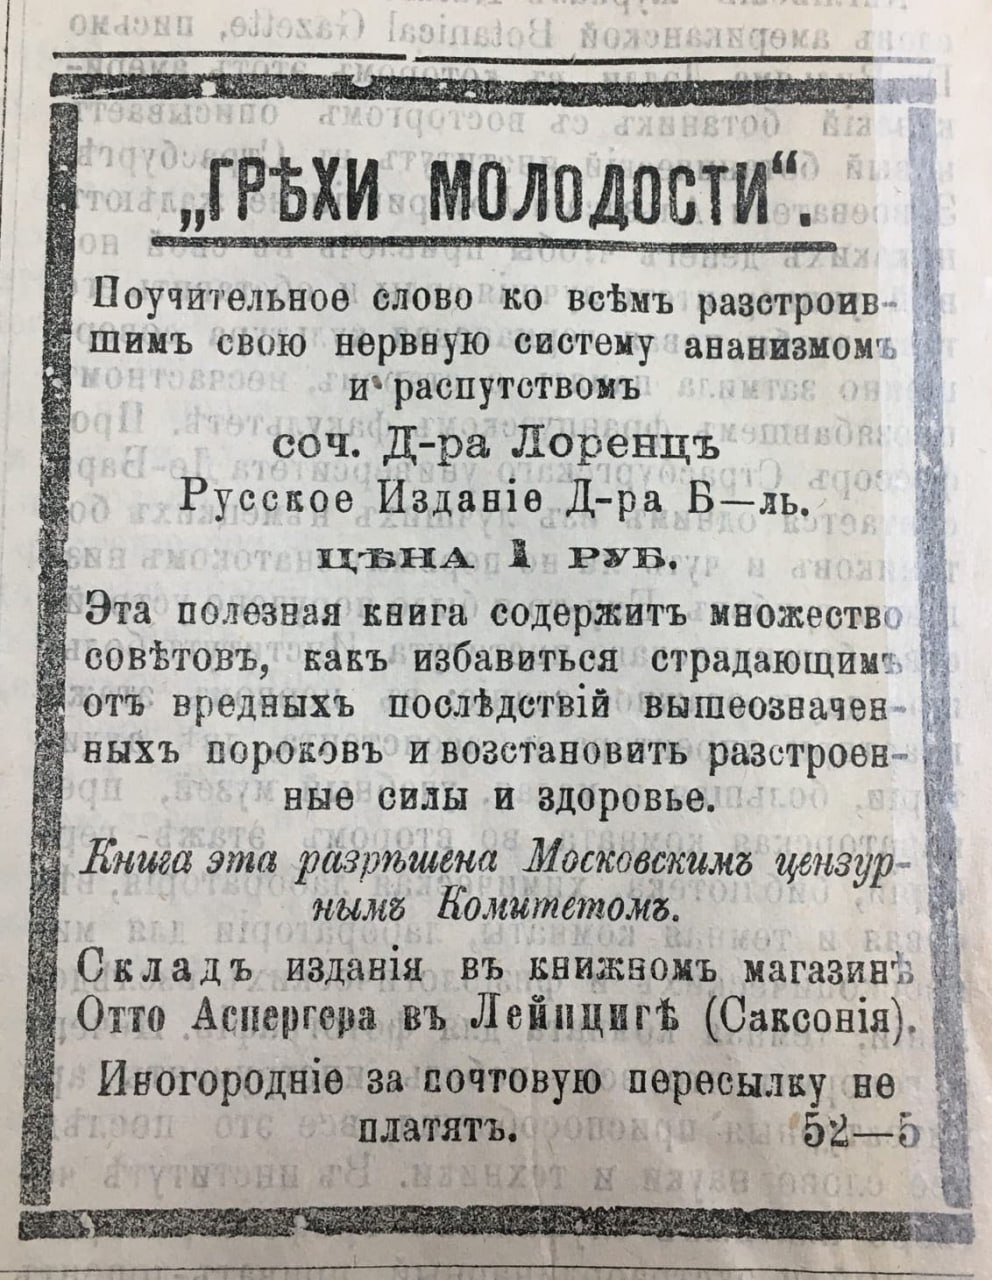 „ГРѢХИ МОЛОДОСТИ“.
Поучительное слово ко всѣмъ разстроив-
шимъ свою нервную систему ананизмомъ
и распутствомъ
соч. Д-ра Лоренцъ
Русское Изданіе Д-ра Б—ль.
ЦѢНА 1 РУБ.
Эта полезная книга содержитъ множество
совѣтовъ, какъ избавиться страдающимъ
отъ вредныхъ послѣдствій вышеозначен-
ныхъ пороковъ и возстановить разстроен-
ные силы и здоровье.
Книга эта разрѣшена Московскимъ цензур-
нымъ Комитетомъ.
Складъ изданія въ книжномъ магазинѣ
Отто Аспергера въ Лейпцигѣ (Саксонія).
Иногородніе за почтовую пересылку не
платятъ. 52—5